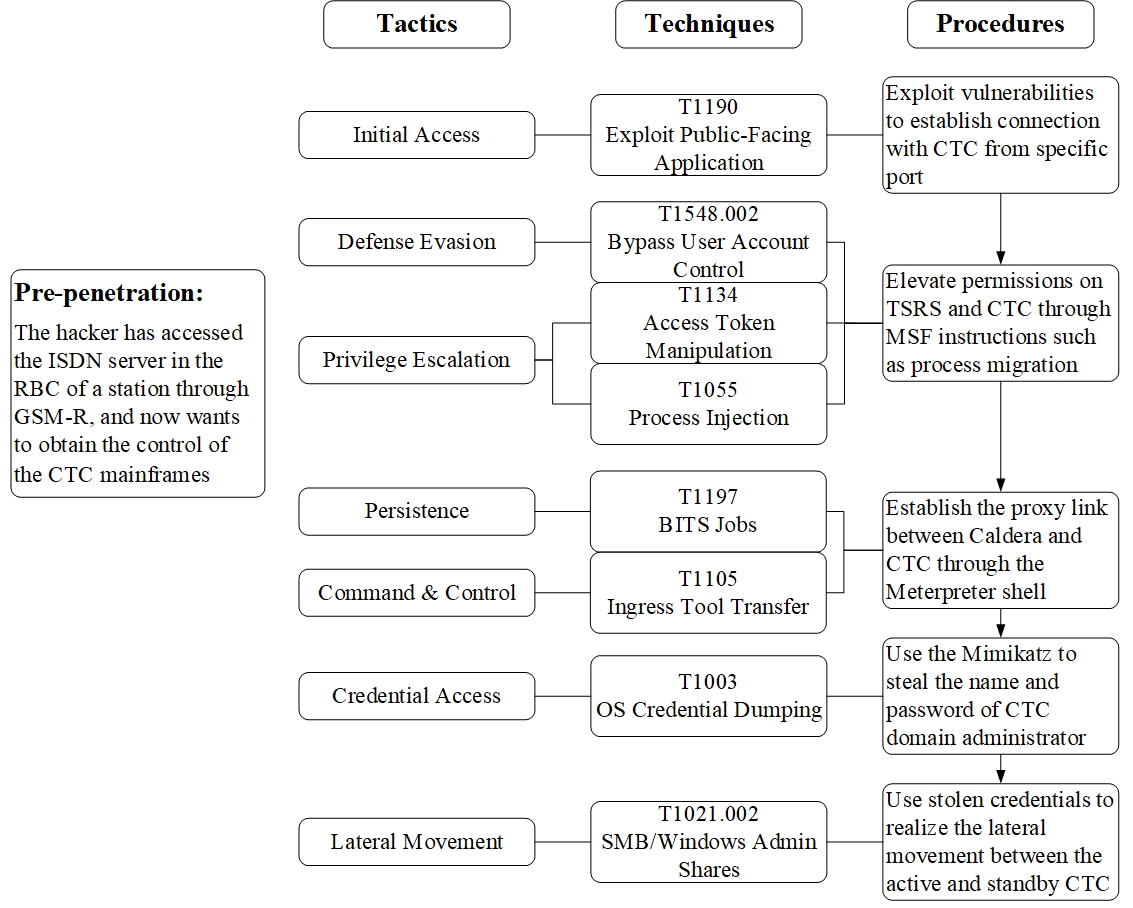 Tactics
Techniques
Procedures
Pre-penetration:
The hacker has accessed
the ISDN server in the
RBC of a station through
GSM-R, and now wants
to obtain the control of
the CTC mainframes
Initial Access
T1190
Exploit Public-Facing
Application
Exploit vulnerabilities
to establish connection
with CTC from specific
port
Defense Evasion
T1548.002
Bypass User Account
Control
Privilege Escalation
T1134
Access Token
Manipulation
T1055
Process Injection
Elevate permissions on
TSRS and CTC through
MSF instructions such
as process migration
Persistence
T1197
BITS Jobs
Command & Control
T1105
Ingress Tool Transfer
Establish the proxy link
between Caldera and
CTC through the
Meterpreter shell
Credential Access
T1003
OS Credential Dumping
Use the Mimikatz to
steal the name and
password of CTC
domain administrator
Lateral Movement
T1021.002
SMB/Windows Admin
Shares
Use stolen credentials to
realize the lateral
movement between the
active and standby CTC